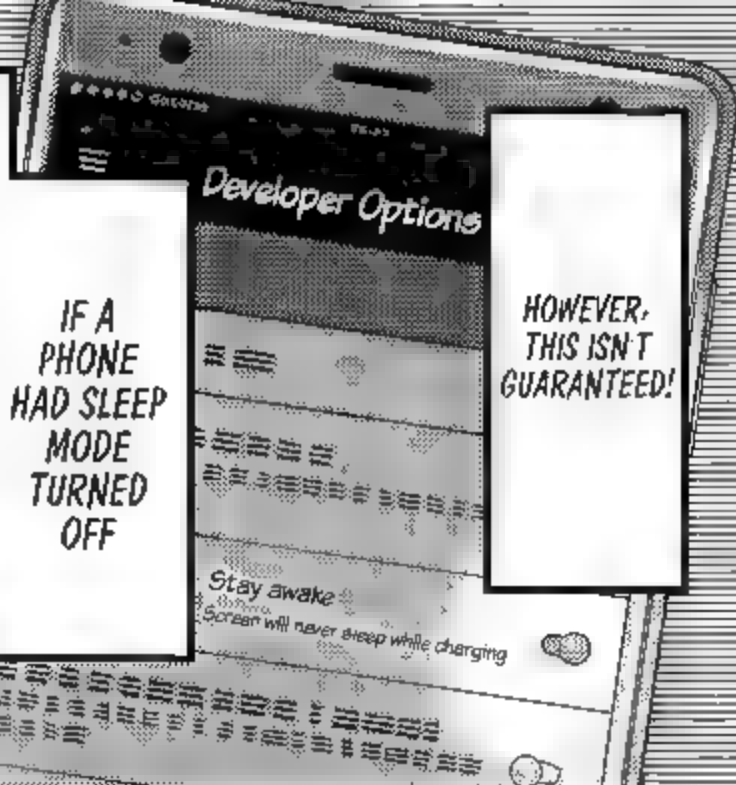 HOWEVER,
THIS ISN'T
GUARANTEED!
IF A
PHONE
HAD SLEEP
MODE
TURNED
OFF
Developer Options
Stay awake
Screen will never sleep while charging